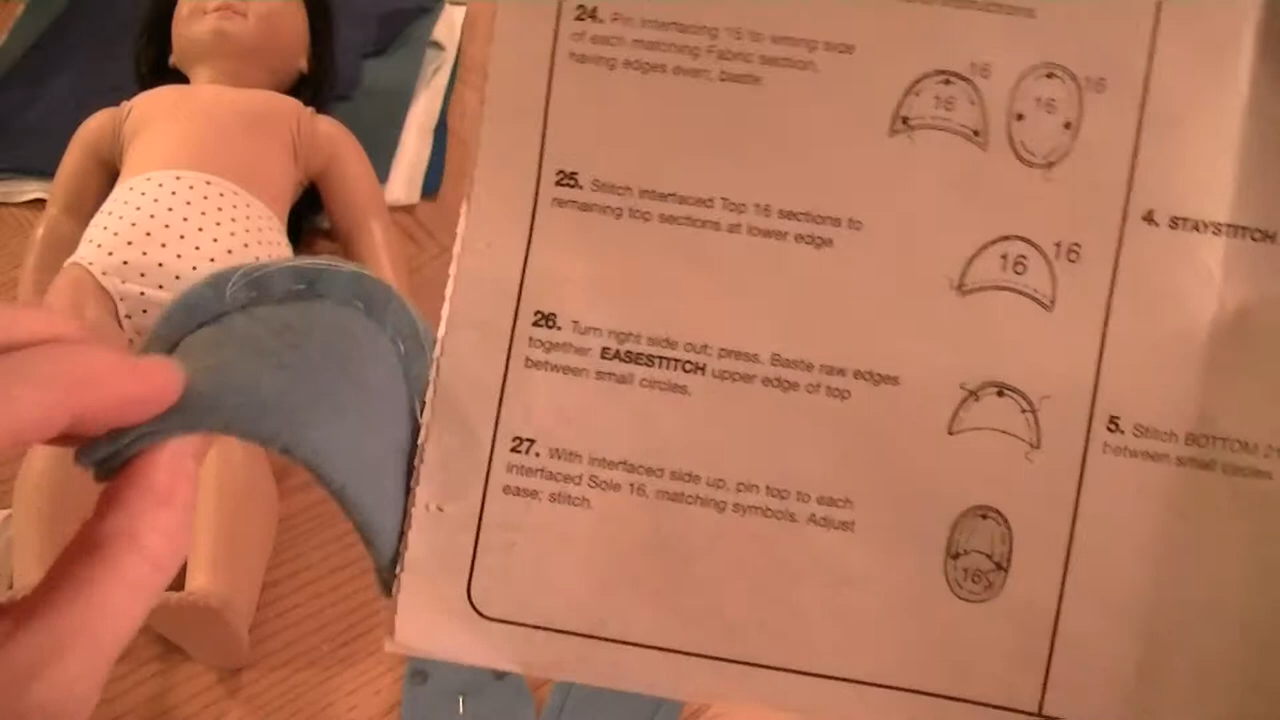 instructions.
24. Pin interfacing 16 to wrong side
of each matching Fabric section,
having edges even; baste.
16
16
16
16
25. Stitch interfaced Top 16 sections to
remaining top sections at lower edge.
16
16
26. Turn right side out; press. Baste raw edges
together. EASESTITCH upper edge of top
between small circles.
27. With interfaced side up, pin top to each
interfaced Sole 16, matching symbols. Adjust
ease; stitch.
16
4. STAYSTITCH
5. Stitch BOTTOM
between small circles.